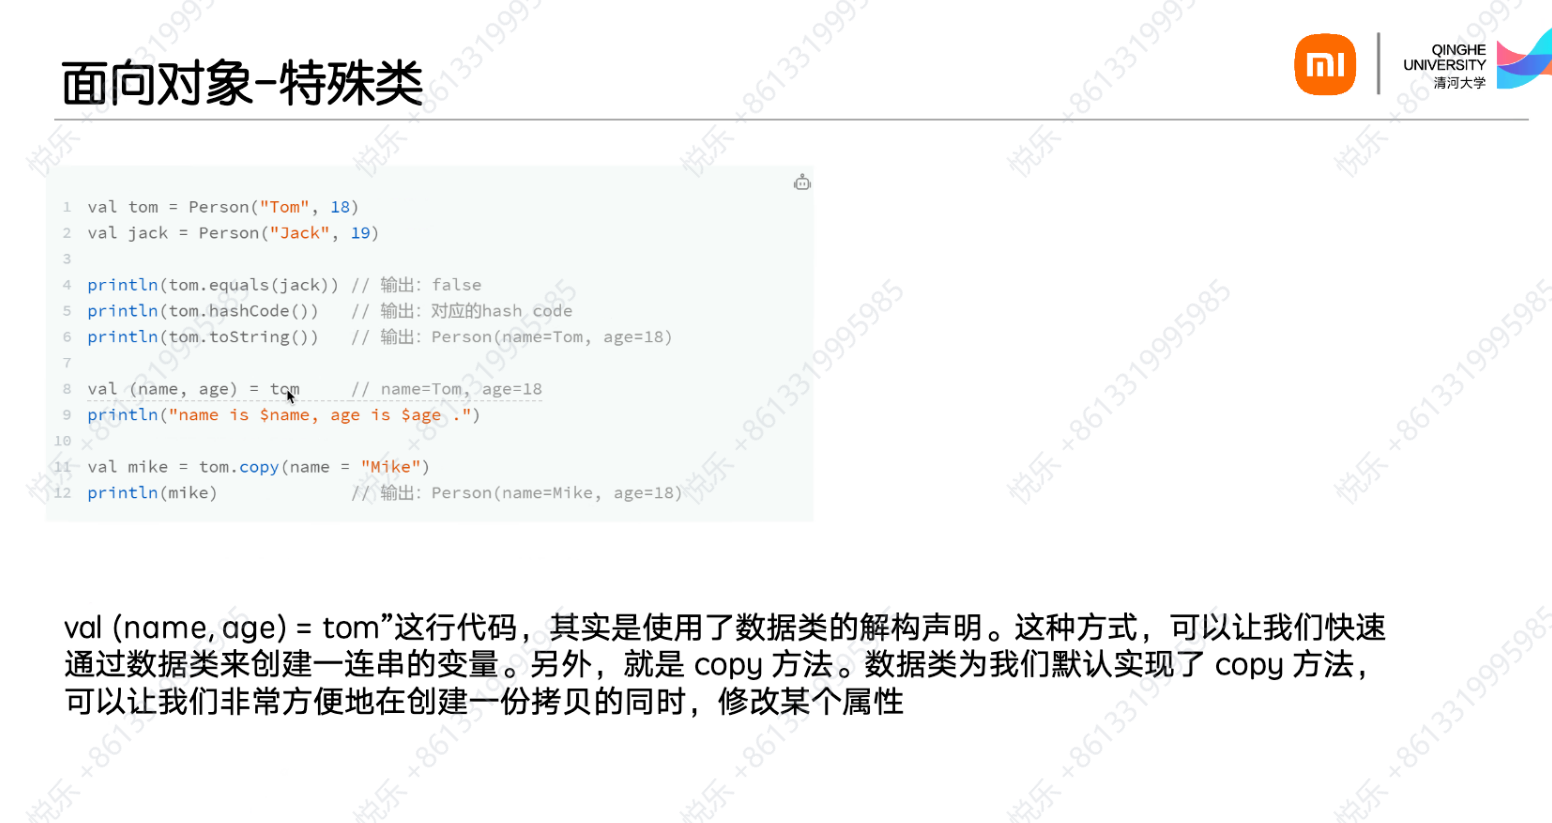 面向对象-特殊类
mi
QINGHE
UNIVERSITY
清河大学
1 val tom = Person("Tom", 18)
2 val jack = Person("Jack", 19)
3
4 println(tom.equals(jack)) // 输出：false
5 println(tom.hashCode()) // 输出：对应的hash code
6 println(tom.toString()) // 输出：Person(name=Tom, age=18)
7
8 val (name, age) = tom // name=Tom, age=18
9 println("name is $name, age is $age .")
10
11 val mike = tom.copy(name = "Mike")
12 println(mike) // 输出：Person(name=Mike, age=18)
val (name, age) = tom”这行代码，其实是使用了数据类的解构声明。这种方式，可以让我们快速
通过数据类来创建一连串的变量。另外，就是 copy 方法。数据类为我们默认实现了 copy 方法，
可以让我们非常方便地在创建一份拷贝的同时，修改某个属性
悦乐 +8613319995985